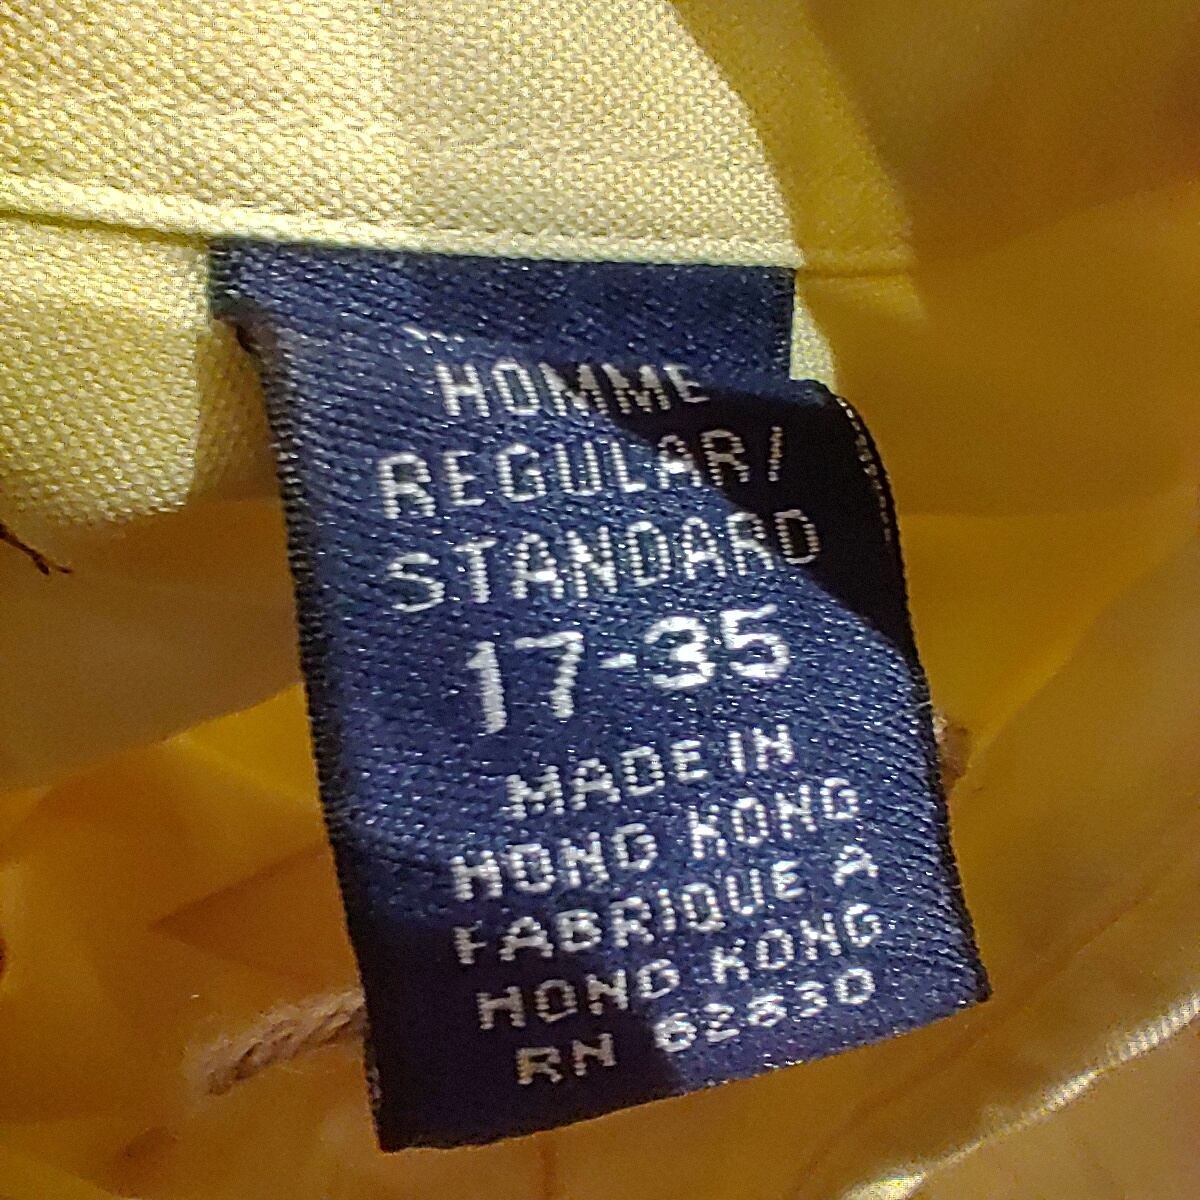 HOMME
REGULAR/
STANDARD
17-35
MADE IN
HONG KONG
FABRIQUE A
HONG KONG
RN